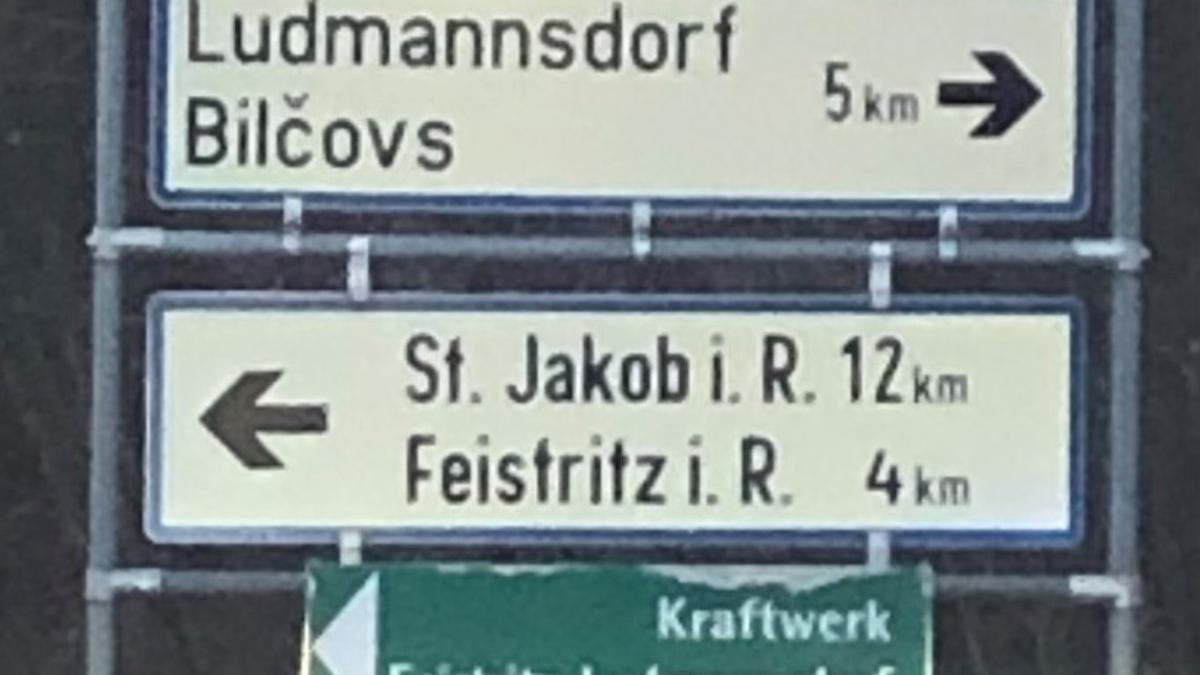 Ludmannsdorf
Bilčovs 5 km
St. Jakob i. R. 12 km
Feistritz i. R. 4 km
Kraftwerk